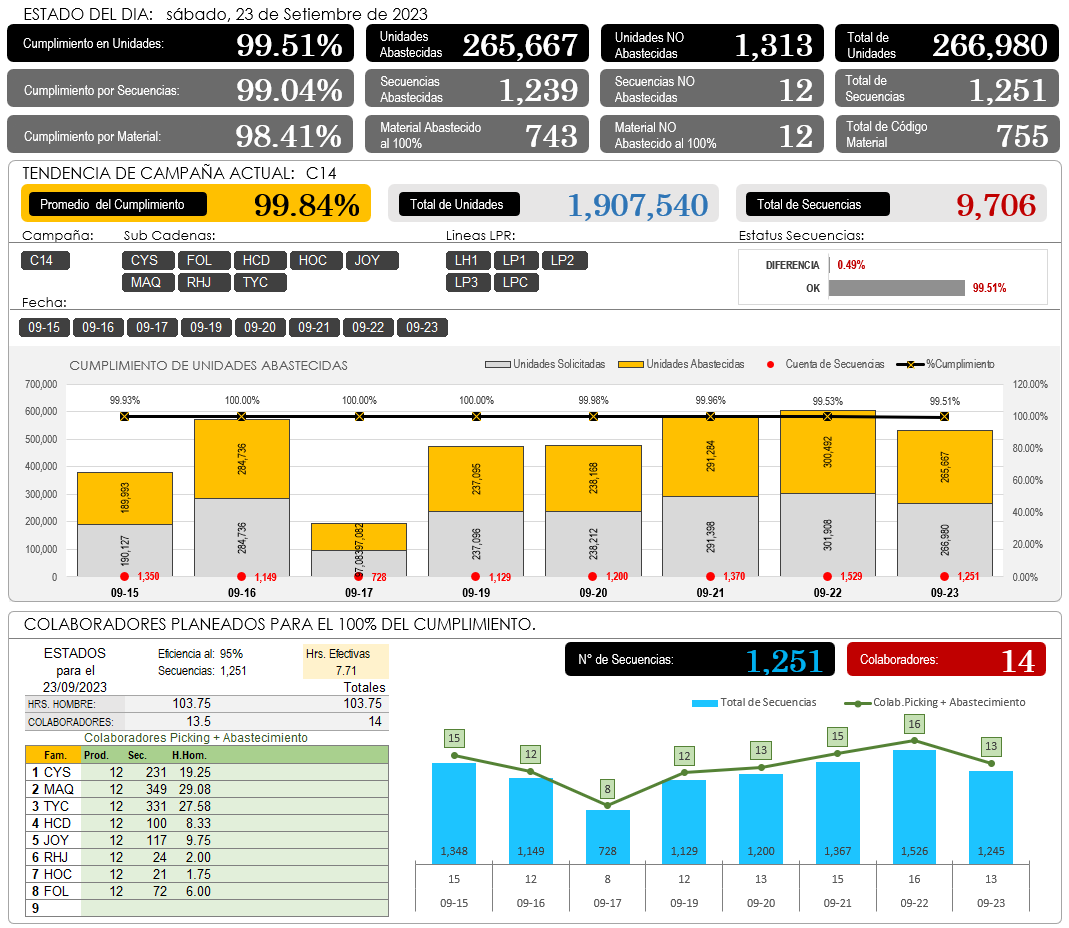 ESTADO DEL DIA: sábado, 23 de Setiembre de 2023
Cumplimiento en Unidades: 99.51%
Unidades Abastecidas 265,667
Unidades NO Abastecidas 1,313
Total de Unidades 266,980
Cumplimiento por Secuencias: 99.04%
Secuencias Abastecidas 1,239
Secuencias NO Abastecidas 12
Total de Secuencias 1,251
Cumplimiento por Material: 98.41%
Material Abastecido al 100% 743
Material NO Abastecido al 100% 12
Total de Código Material 755
TENDENCIA DE CAMPAÑA ACTUAL: C14
Promedio del Cumplimiento 99.84%
Total de Unidades 1,907,540
Total de Secuencias 9,706
Campaña: Sub Cadenas: Lineas LPR: Estatus Secuencias:
C14 CYS FOL HCD HOC JOY LH1 LP1 LP2
MAQ RHJ TYC LP3 LPC
DIFERENCIA 0.49%
OK 99.51%
Fecha:
09-15 09-16 09-17 09-19 09-20 09-21 09-22 09-23
CUMPLIMIENTO DE UNIDADES ABASTECIDAS
Unidades Solicitadas Unidades Abastecidas Cuenta de Secuencias %Cumplimiento
700,000 120.00%
99.93% 100.00% 100.00% 100.00% 99.98% 99.96% 99.53% 99.51%
600,000 100.00%
500,000 80.00%
400,000 60.00%
300,000
200,000 40.00%
100,000 20.00%
0 0.00%
189,993 284,736 97,082 237,095 238,168 291,284 300,492 265,667
190,127 284,736 97,083 237,096 238,212 291,398 301,908 266,980
1,350 1,149 728 1,129 1,200 1,370 1,529 1,251
09-15 09-16 09-17 09-19 09-20 09-21 09-22 09-23
COLABORADORES PLANEADOS PARA EL 100% DEL CUMPLIMIENTO.
ESTADOS
para el
23/09/2023
Eficiencia al: 95%
Secuencias: 1,251
Hrs. Efectivas
7.71
Totales
HRS. HOMBRE: 103.75 103.75
COLABORADORES: 13.5 14
Colaboradores Picking + Abastecimiento
Fam. Prod. Sec. H.Hom.
1 CYS 12 231 19.25
2 MAQ 12 349 29.08
3 TYC 12 331 27.58
4 HCD 12 100 8.33
5 JOY 12 117 9.75
6 RHJ 12 24 2.00
7 HOC 12 21 1.75
8 FOL 12 72 6.00
9
N° de Secuencias: 1,251
Colaboradores: 14
Total de Secuencias Colab.Picking + Abastecimiento
15 12 8 12 13 15 16 13
1,348 1,149 728 1,129 1,200 1,367 1,526 1,245
15 12 8 12 13 15 16 13
09-15 09-16 09-17 09-19 09-20 09-21 09-22 09-23